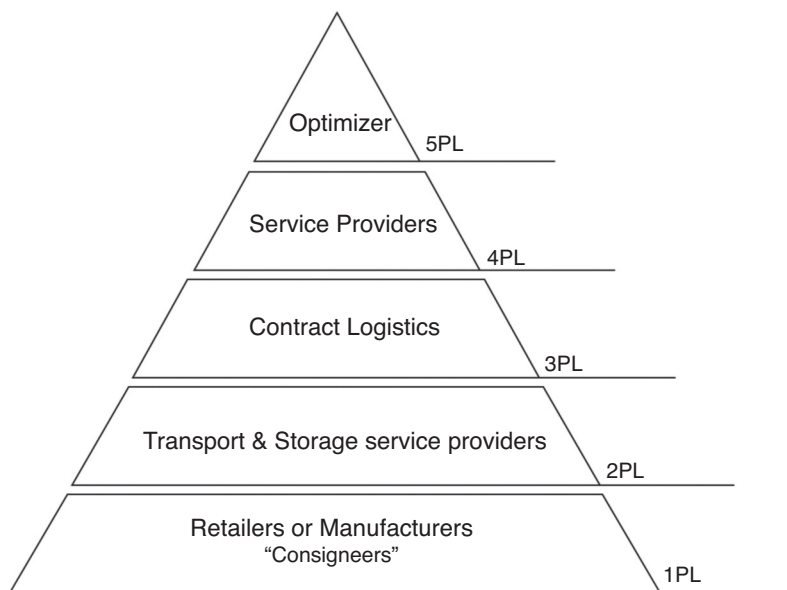 Optimizer
5PL
Service Providers
4PL
Contract Logistics
3PL
Transport & Storage service providers
2PL
Retailers or Manufacturers
“Consigneers”
1PL